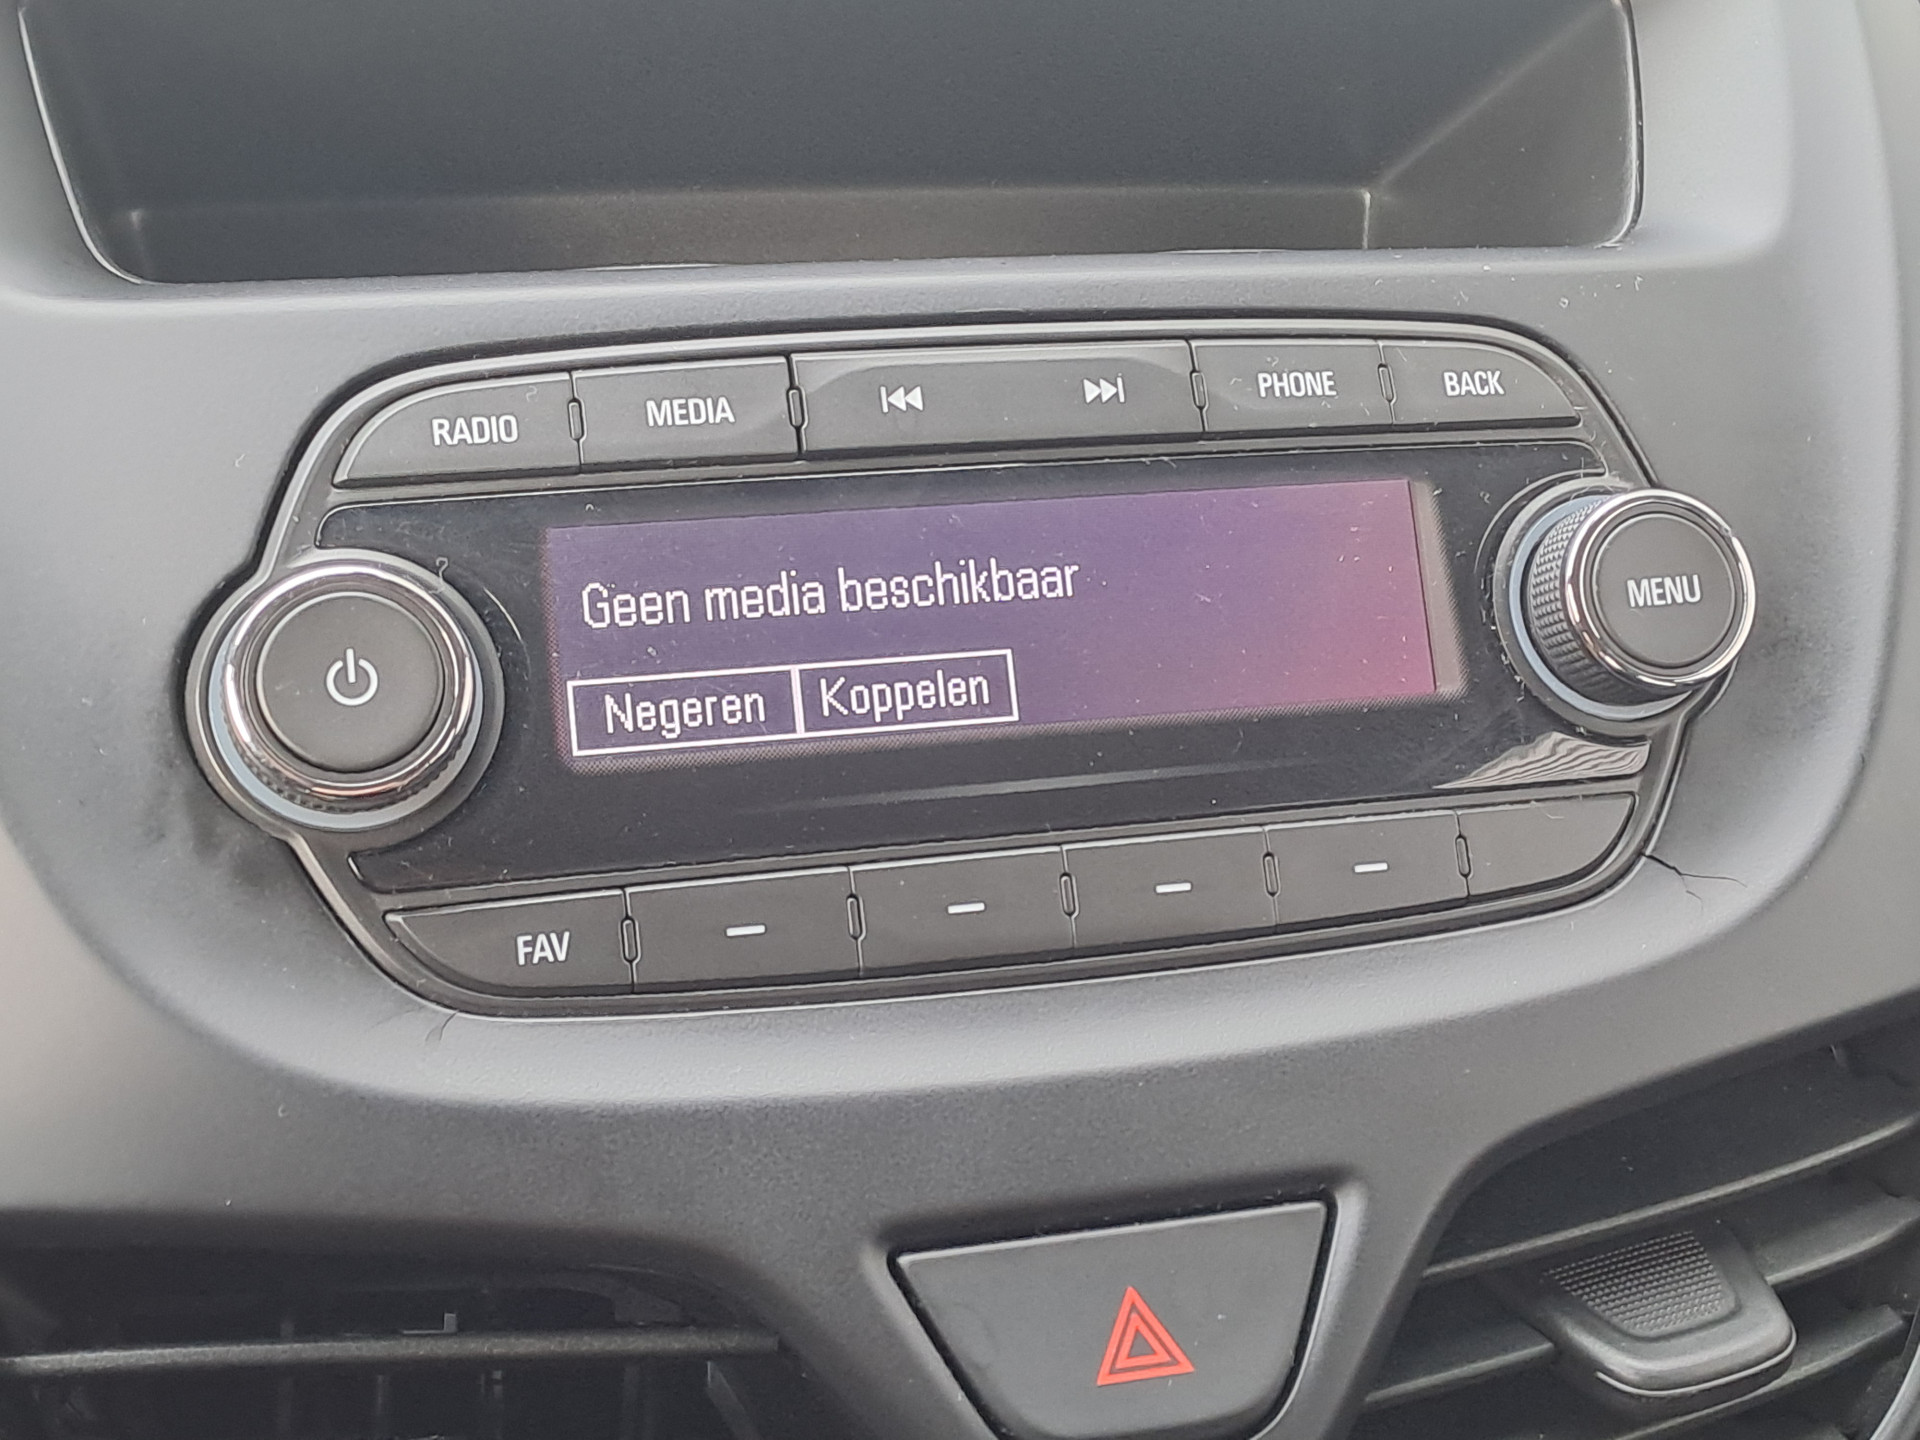 RADIO MEDIA PHONE BACK
Geen media beschikbaar
Negeren Koppelen
MENU
FAV